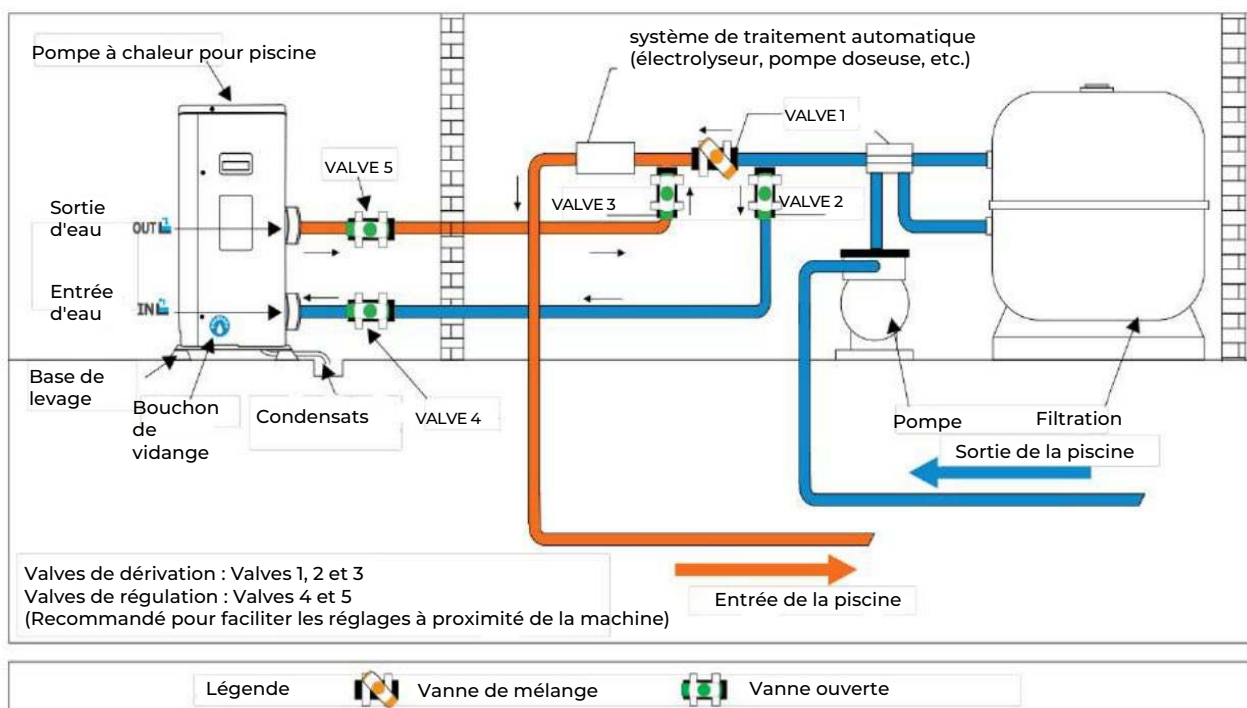 Pompe à chaleur pour piscine
système de traitement automatique
(électrolyseur, pompe doseuse, etc.)
VALVE 1
VALVE 5
VALVE 3
VALVE 2
Sortie
d'eau
OUT
Entrée
d'eau
IN
Base de
levage
Bouchon
de
vidange
Condensats
VALVE 4
Pompe
Filtration
Sortie de la piscine
Entrée de la piscine
Valves de dérivation : Valves 1, 2 et 3
Valves de régulation : Valves 4 et 5
(Recommandé pour faciliter les réglages à proximité de la machine)
Légende
Vanne de mélange
Vanne ouverte